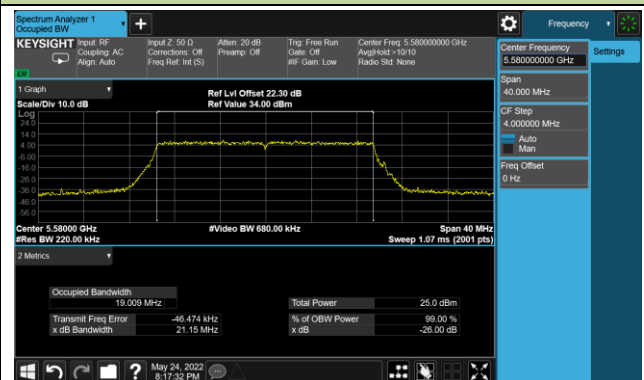 Spectrum Analyzer 1
Occupied BW
+
Frequency
KEYSIGHT
Input: RF
Coupling: AC
Align: Auto
Input Z: 50 Ω
Corrections: Off
Freq Ref: Int (S)
Atten: 20 dB
Preamp: Off
Trig: Free Run
Gate: Off
#IF Gain: Low
Center Freq: 5.580000000 GHz
Avg|Hold:>10/10
Radio Std: None
Center Frequency
5.580000000 GHz
Settings
Span
40.000 MHz
CF Step
4.000000 MHz
Auto
Man
Freq Offset
0 Hz
1 Graph
Scale/Div 10.0 dB
Ref Lvl Offset 22.30 dB
Ref Value 34.00 dBm
Log
24.0
14.0
4.00
-6.00
-16.0
-26.0
-36.0
-46.0
-56.0
Center 5.58000 GHz
#Res BW 220.00 kHz
#Video BW 680.00 kHz
Span 40 MHz
Sweep 1.07 ms (2001 pts)
2 Metrics
Occupied Bandwidth
19.009 MHz
Transmit Freq Error -46.474 kHz
x dB Bandwidth 21.15 MHz
Total Power 25.0 dBm
% of OBW Power 99.00 %
x dB -26.00 dB
?
May 24, 2022
8:17:32 PM